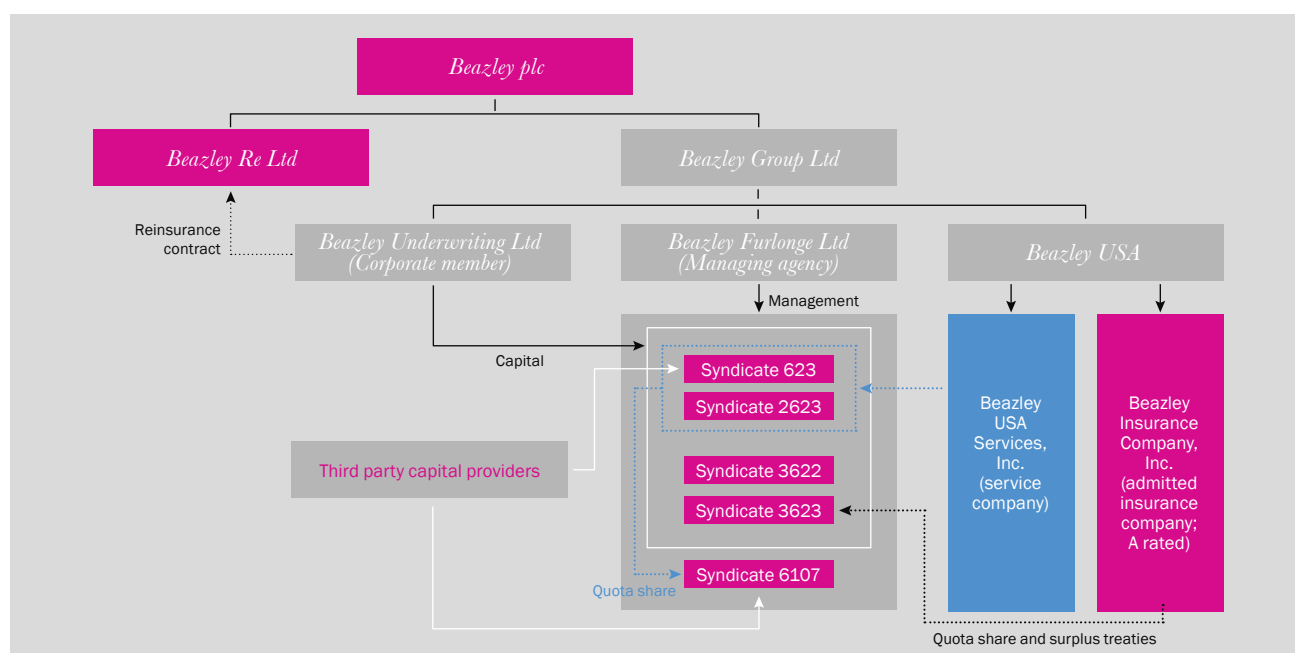 Beazley plc
Beazley Re Ltd
Beazley Group Ltd
Reinsurance
contract
Beazley Underwriting Ltd
(Corporate member)
Beazley Furlonge Ltd
(Managing agency)
Beazley USA
Management
Capital
Syndicate 623
Syndicate 2623
Third party capital providers
Syndicate 3622
Syndicate 3623
Syndicate 6107
Quota share
Beazley
USA
Services,
Inc.
(service
company)
Beazley
Insurance
Company,
Inc.
(admitted
insurance
company;
A rated)
Quota share and surplus treaties